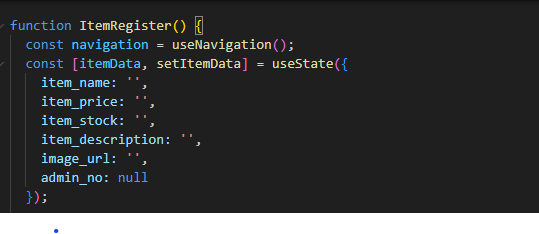 function ItemRegister() {
const navigation = useNavigation();
const [itemData, setItemData] = useState({
item_name: '',
item_price: '',
item_stock: '',
item_description: '',
image_url: '',
admin_no: null
});